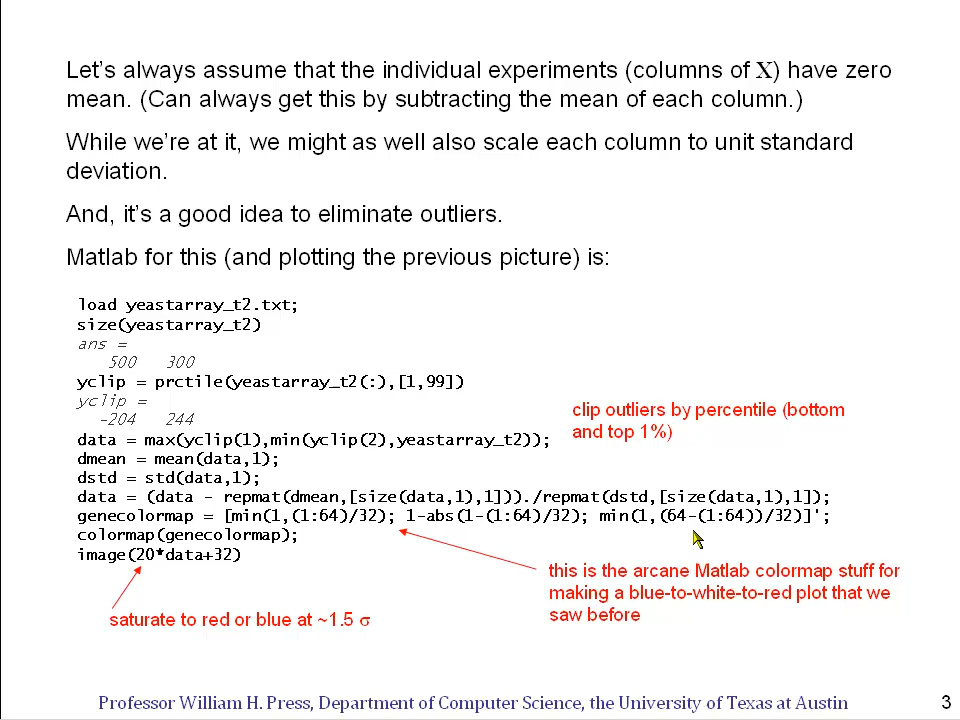 Let's always assume that the individual experiments (columns of X) have zero
mean. (Can always get this by subtracting the mean of each column.)
While we're at it, we might as well also scale each column to unit standard
deviation.
And, it's a good idea to eliminate outliers.
Matlab for this (and plotting the previous picture) is:
load yeastarray_t2.txt;
size(yeastarray_t2)
ans =
500 300
yclip = prctile(yeastarray_t2(:),[1,99])
yclip =
-204 244
data = max(yclip(1),min(yclip(2),yeastarray_t2));
dmean = mean(data,1);
dstd = std(data,1);
data = (data - repmat(dmean,[size(data,1),1]))./repmat(dstd,[size(data,1),1]);
genecolormap = [min(1,(1:64)/32); 1-abs(1-(1:64)/32); min(1,(64-(1:64))/32)]';
colormap(genecolormap);
image(20*data+32)
clip outliers by percentile (bottom
and top 1%)
this is the arcane Matlab colormap stuff for
making a blue-to-white-to-red plot that we
saw before
saturate to red or blue at ~1.5 σ
Professor William H. Press, Department of Computer Science, the University of Texas at Austin
3